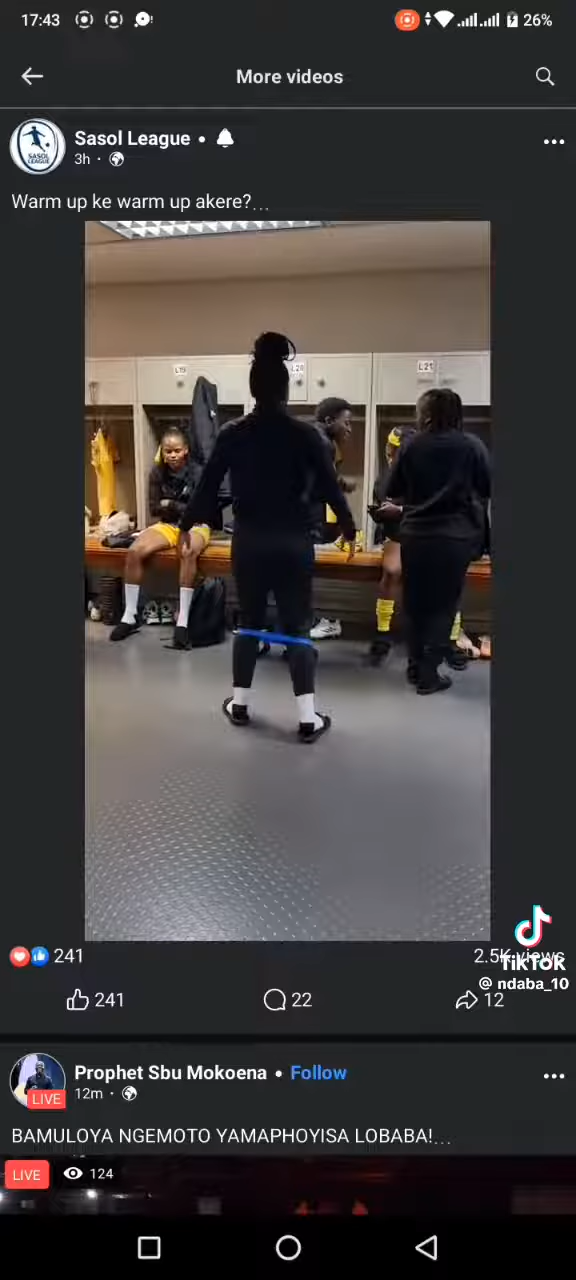 17:43
26%
More videos
Sasol League •
3h ·
SASOL
LEAGUE
Warm up ke warm up akere?...
L19
L20
L21
241
2.5K views
TikTok
@ ndaba_10
241
22
12
Prophet Sbu Mokoena • Follow
12m ·
LIVE
BAMULOYA NGEMOTO YAMAPHOYISA LOBABA!...
LIVE
124